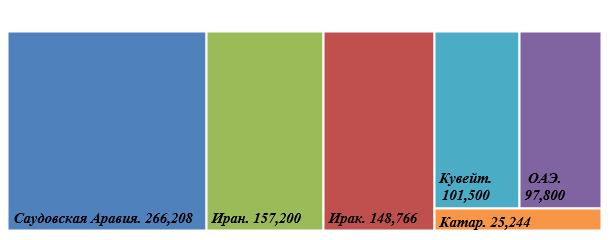 Саудовская Аравия. 266,208
Иран. 157,200
Ирак. 148,766
Кувейт.
101,500
ОАЭ.
97,800
Катар. 25,244